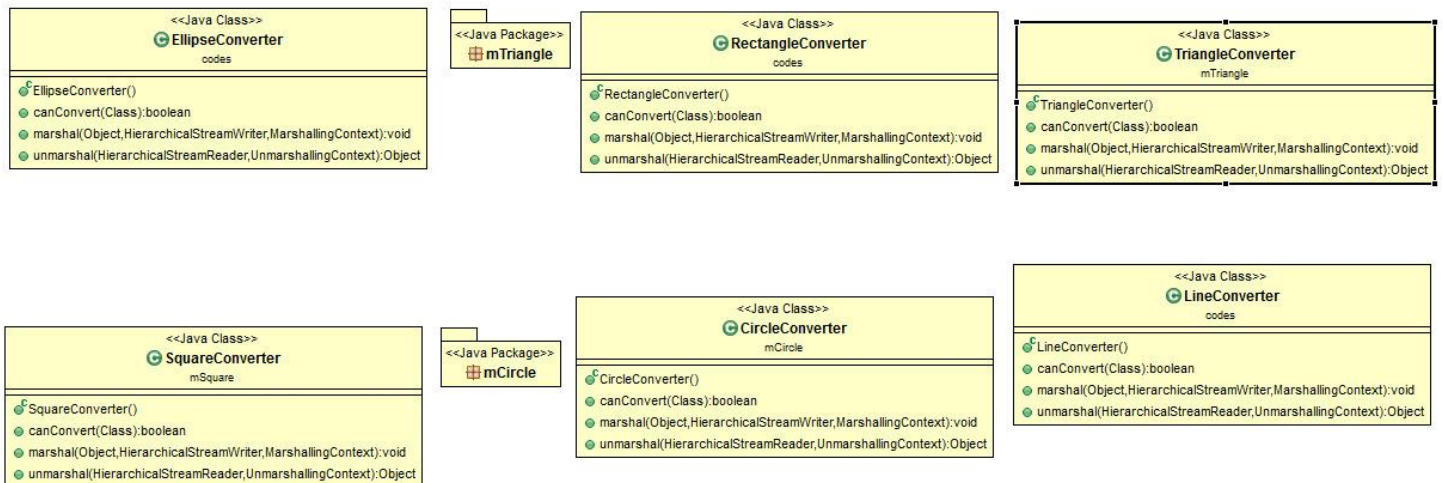 <<Java Class>>
EllipseConverter
codes
EllipseConverter()
canConvert(Class):boolean
marshal(Object,HierarchicalStreamWriter,MarshallingContext):void
unmarshal(HierarchicalStreamReader,UnmarshallingContext):Object
<<Java Package>>
mTriangle
<<Java Class>>
RectangleConverter
codes
RectangleConverter()
canConvert(Class):boolean
marshal(Object,HierarchicalStreamWriter,MarshallingContext):void
unmarshal(HierarchicalStreamReader,UnmarshallingContext):Object
<<Java Class>>
TriangleConverter
mTriangle
TriangleConverter()
canConvert(Class):boolean
marshal(Object,HierarchicalStreamWriter,MarshallingContext):void
unmarshal(HierarchicalStreamReader,UnmarshallingContext):Object
<<Java Class>>
SquareConverter
mSquare
SquareConverter()
canConvert(Class):boolean
marshal(Object,HierarchicalStreamWriter,MarshallingContext):void
unmarshal(HierarchicalStreamReader,UnmarshallingContext):Object
<<Java Package>>
mCircle
<<Java Class>>
CircleConverter
mCircle
CircleConverter()
canConvert(Class):boolean
marshal(Object,HierarchicalStreamWriter,MarshallingContext):void
unmarshal(HierarchicalStreamReader,UnmarshallingContext):Object
<<Java Class>>
LineConverter
codes
LineConverter()
canConvert(Class):boolean
marshal(Object,HierarchicalStreamWriter,MarshallingContext):void
unmarshal(HierarchicalStreamReader,UnmarshallingContext):Object